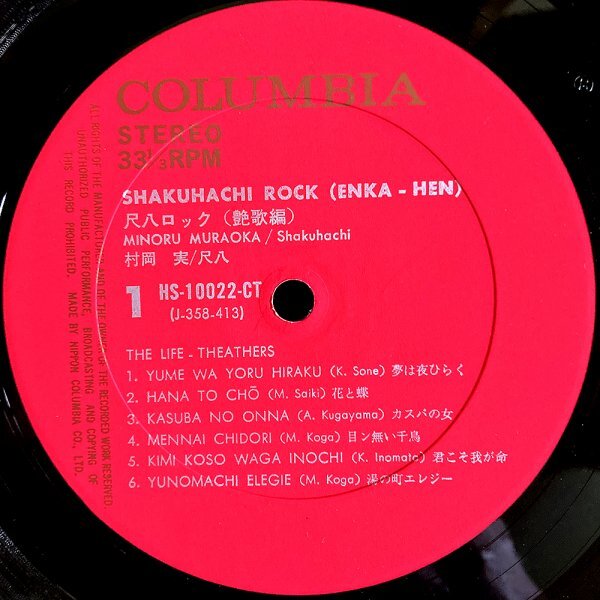 COLUMBIA
STEREO
33 1/3 RPM
SHAKUHACHI ROCK (ENKA - HEN)
尺八ロック（艶歌編）
MINORU MURAOKA / Shakuhachi
村岡 実/尺八
1 HS-10022-CT
(J-358-413)
THE LIFE - THEATHERS
1. YUME WA YORU HIRAKU (K. Sone) 夢は夜ひらく
2. HANA TO CHŌ (M. Saiki) 花と蝶
3. KASUBA NO ONNA (A. Kugayama) カスバの女
4. MENNAI CHIDORI (M. Koga) 目ン無い千鳥
5. KIMI KOSO WAGA INOCHI (K. Inomata) 君こそ我が命
6. YUNOMACHI ELEGIE (M. Koga) 湯の町エレジー
ALL RIGHTS OF THE MANUFACTURER AND OF THE OWNER OF THE RECORDED WORK RESERVED.
UNAUTHORIZED PUBLIC PERFORMANCE, BROADCASTING AND COPYING OF
THIS RECORD PROHIBITED. MADE BY NIPPON COLUMBIA CO., LTD.